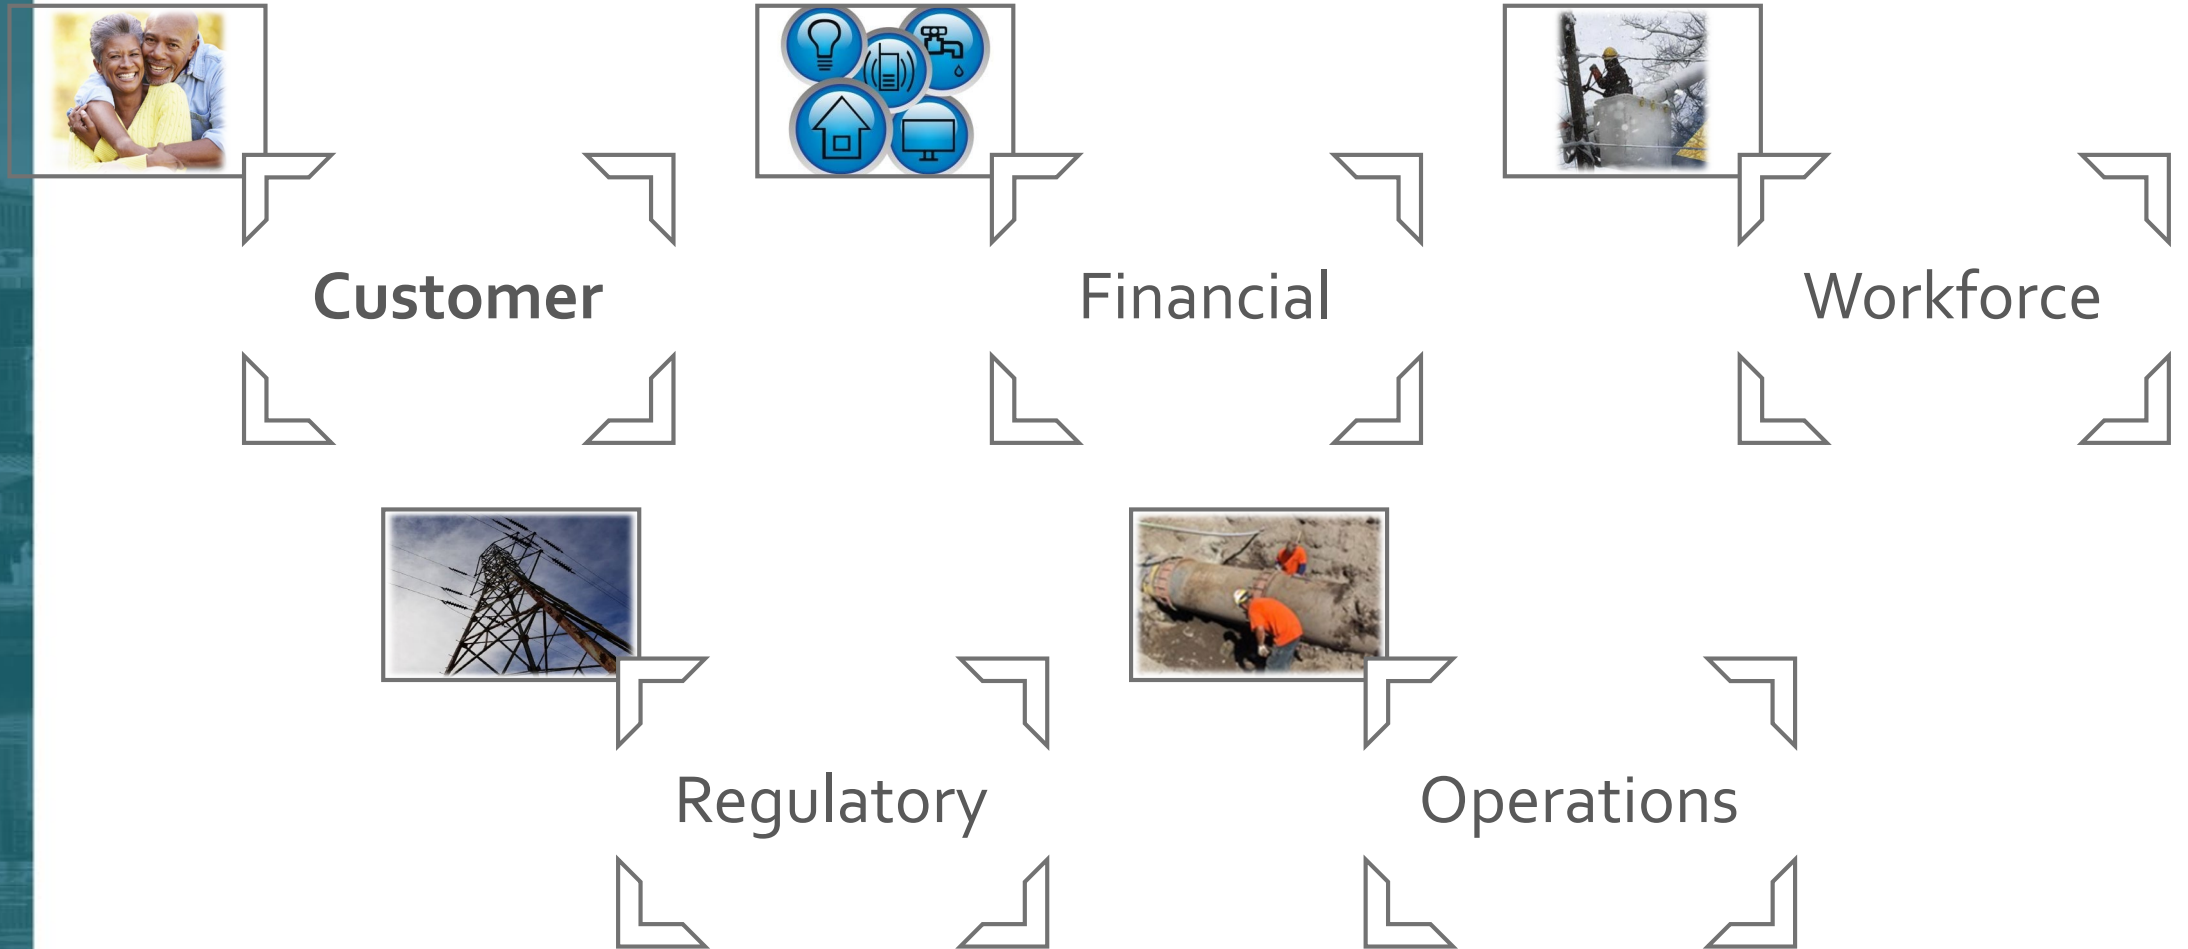 Customer
Financial
Workforce
Regulatory
Operations